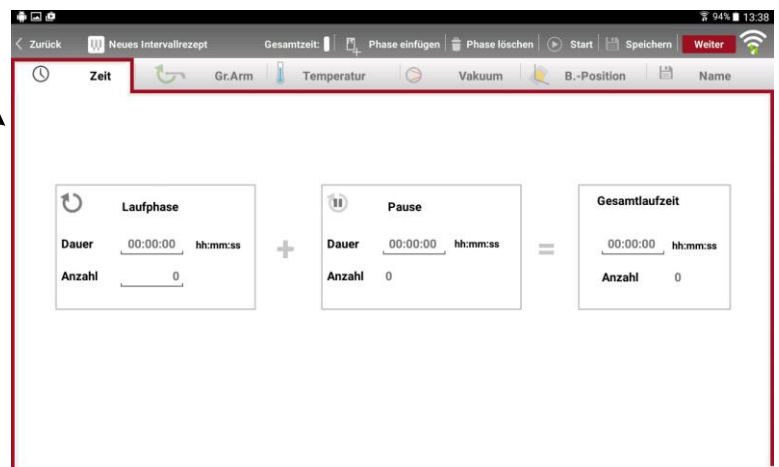 94% 13:38
Zurück Neues Intervallrezept Gesamtzeit: Phase einfügen Phase löschen Start Speichern Weiter
Zeit Gr.Arm Temperatur Vakuum B.-Position Name
Laufphase
Dauer 00:00:00 hh:mm:ss
Anzahl 0
+
Pause
Dauer 00:00:00 hh:mm:ss
Anzahl 0
=
Gesamtlaufzeit
00:00:00 hh:mm:ss
Anzahl 0